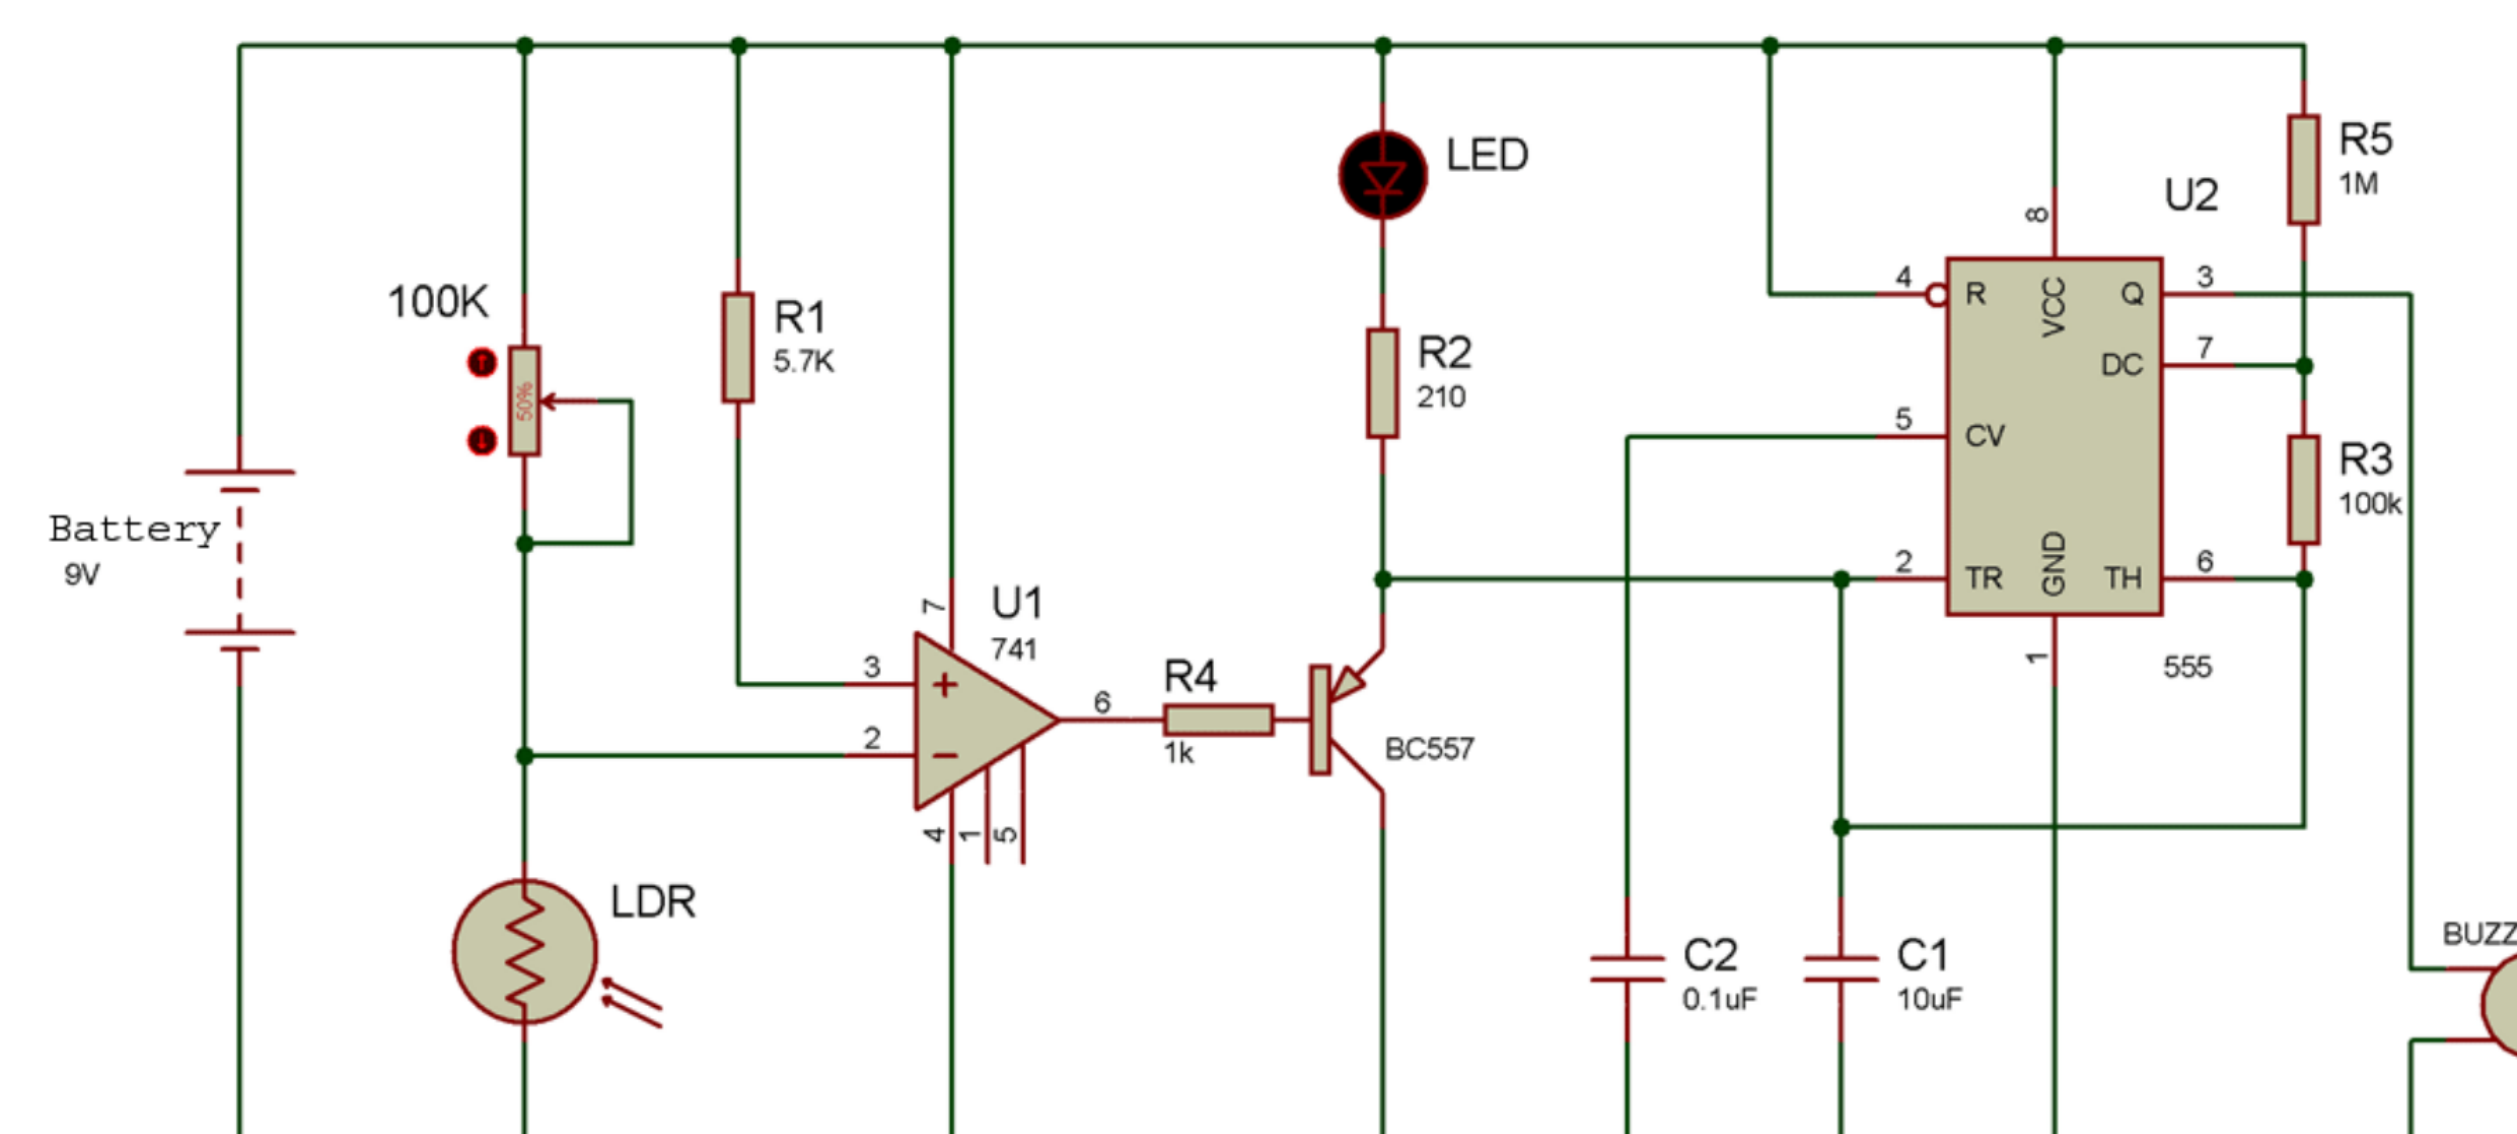 LED
R5
1M
U2
8
100K
R1
5.7K
50%
4
R
VCC
Q
3
R2
210
DC
7
5
CV
R3
100k
Battery
9V
7
U1
741
2
TR
GND
TH
6
3
2
6
R4
1k
BC557
1
555
4
1
5
LDR
C2
0.1uF
C1
10uF
BUZZ